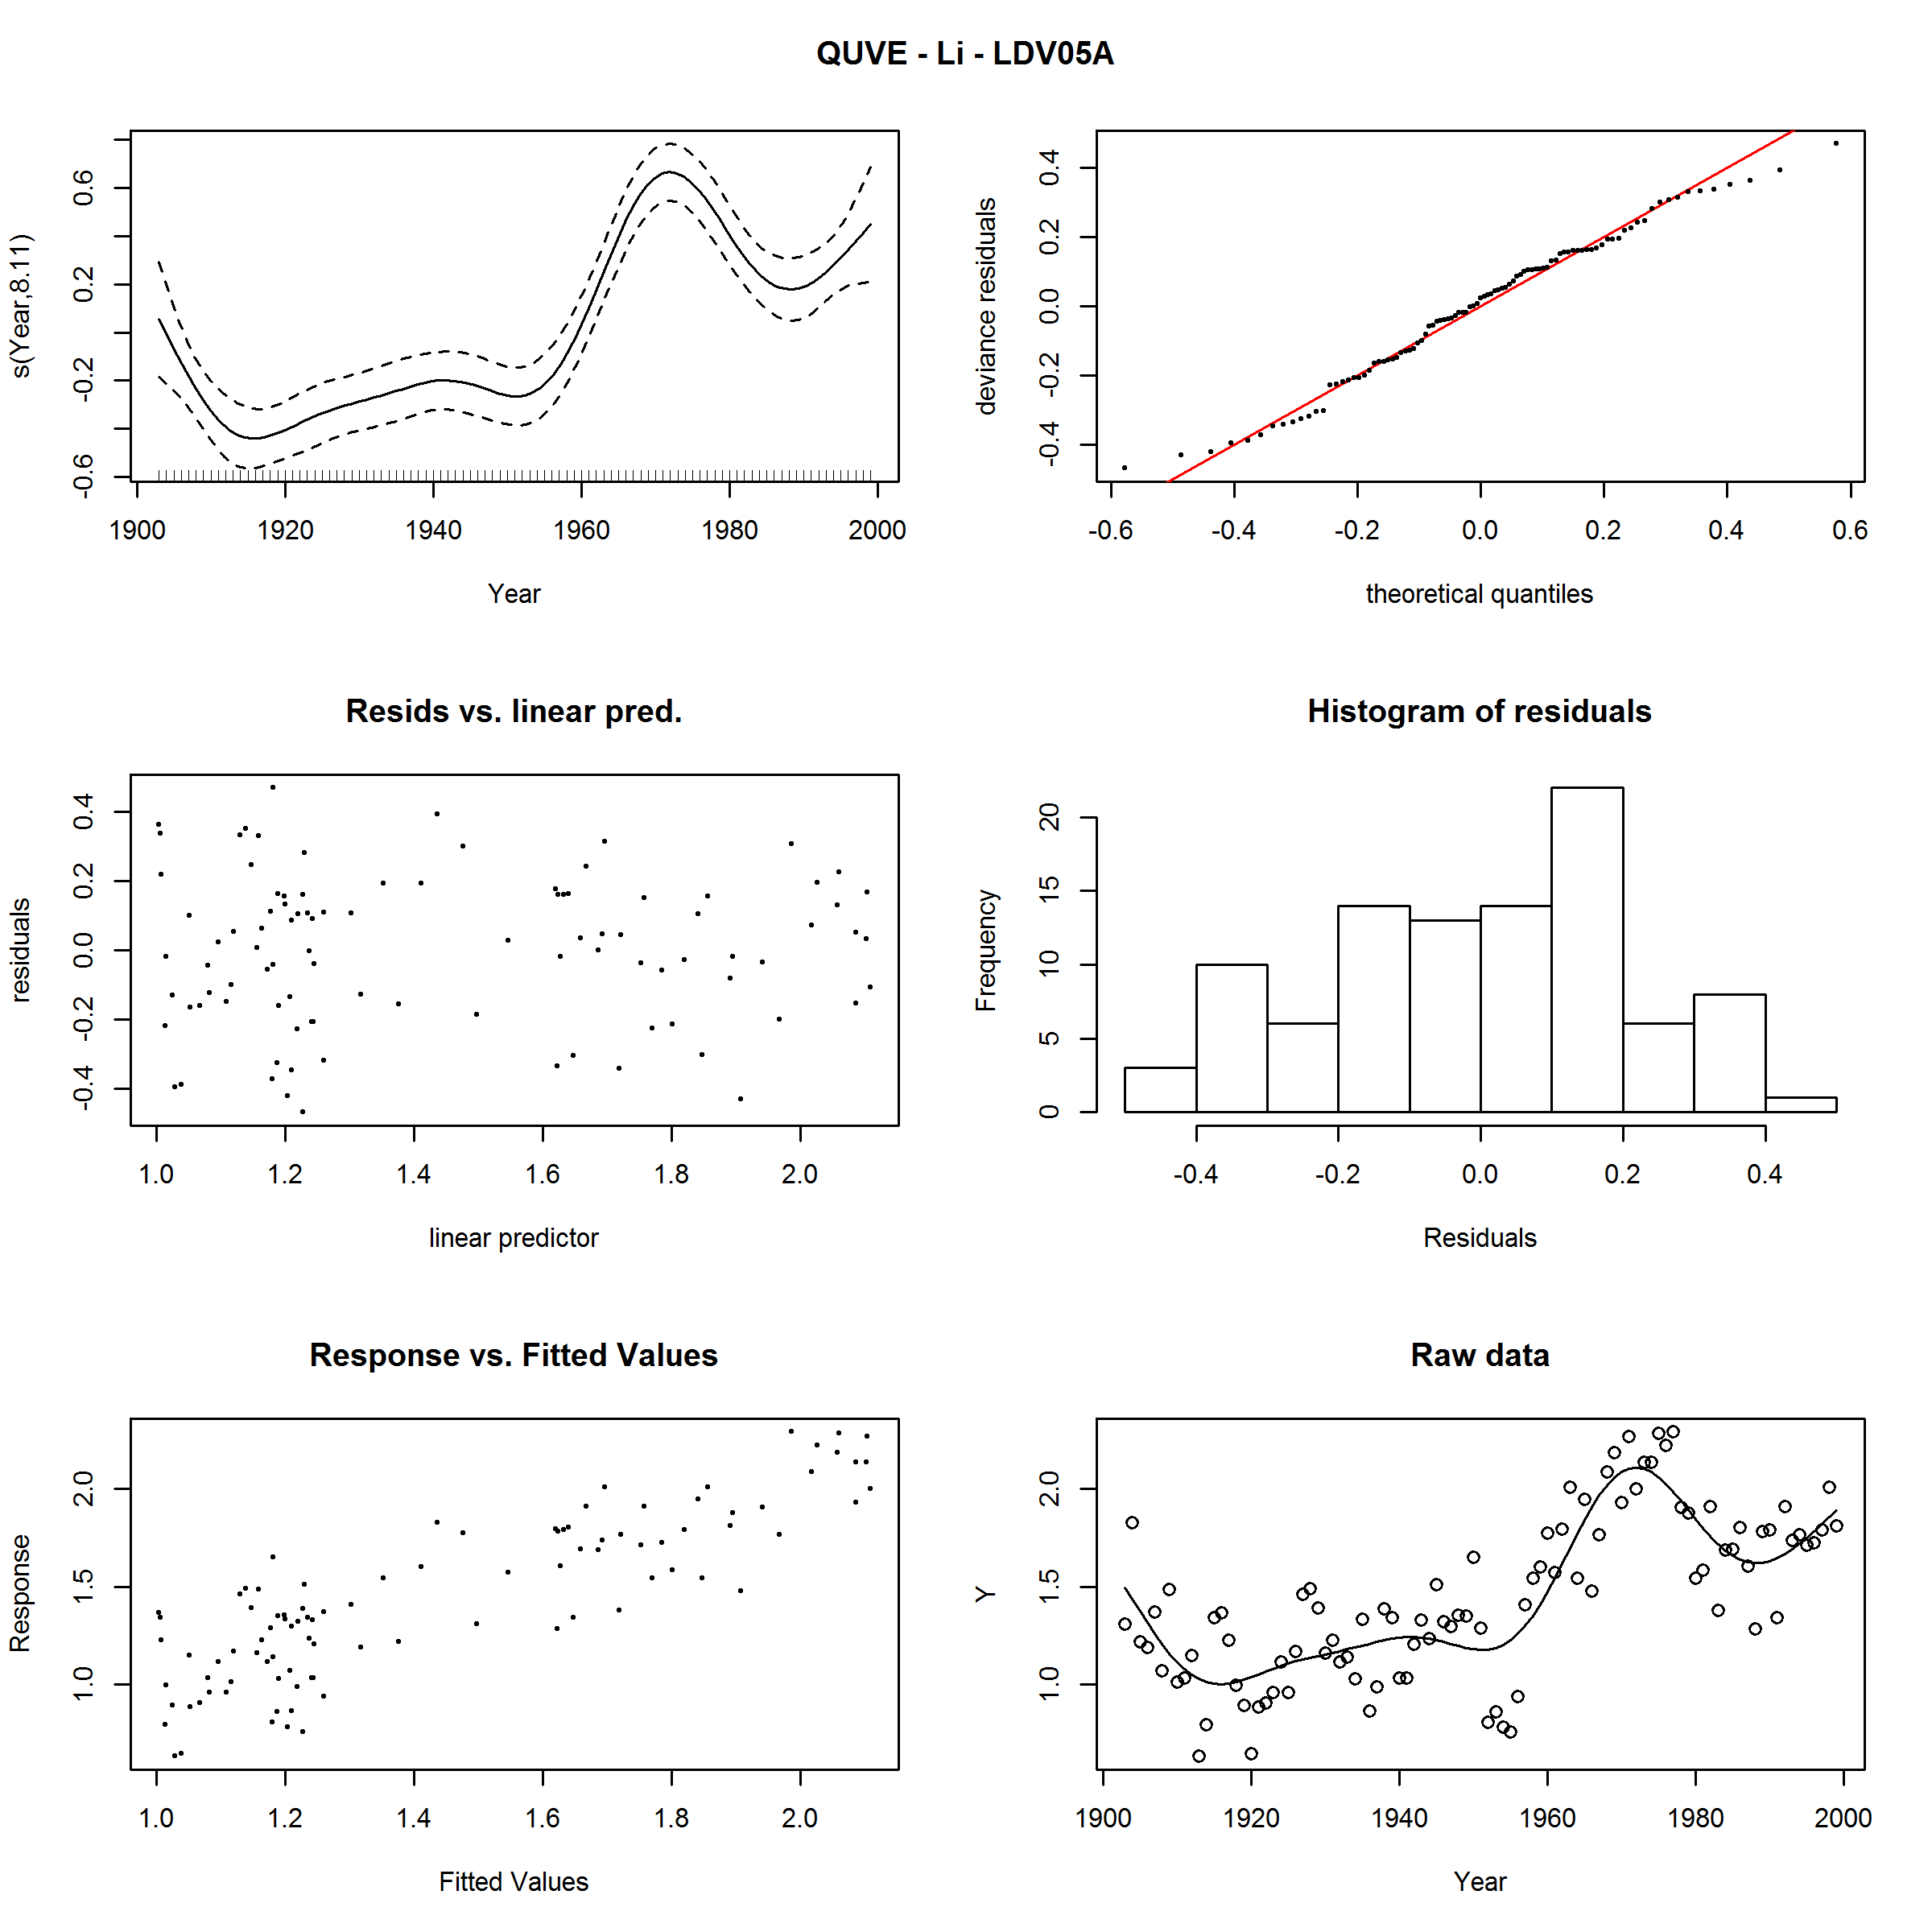 QUVE - Li - LDV05A
s(Year,8.11)
-0.6 -0.2 0.2 0.6
1900 1920 1940 1960 1980 2000
Year
deviance residuals
-0.4 -0.2 0.0 0.2 0.4
-0.6 -0.4 -0.2 0.0 0.2 0.4 0.6
theoretical quantiles
Resids vs. linear pred.
residuals
-0.4 -0.2 0.0 0.2 0.4
1.0 1.2 1.4 1.6 1.8 2.0
linear predictor
Histogram of residuals
Frequency
0 5 10 15 20
-0.4 -0.2 0.0 0.2 0.4
Residuals
Response vs. Fitted Values
Response
1.0 1.5 2.0
1.0 1.2 1.4 1.6 1.8 2.0
Fitted Values
Raw data
Y
1.0 1.5 2.0
1900 1920 1940 1960 1980 2000
Year